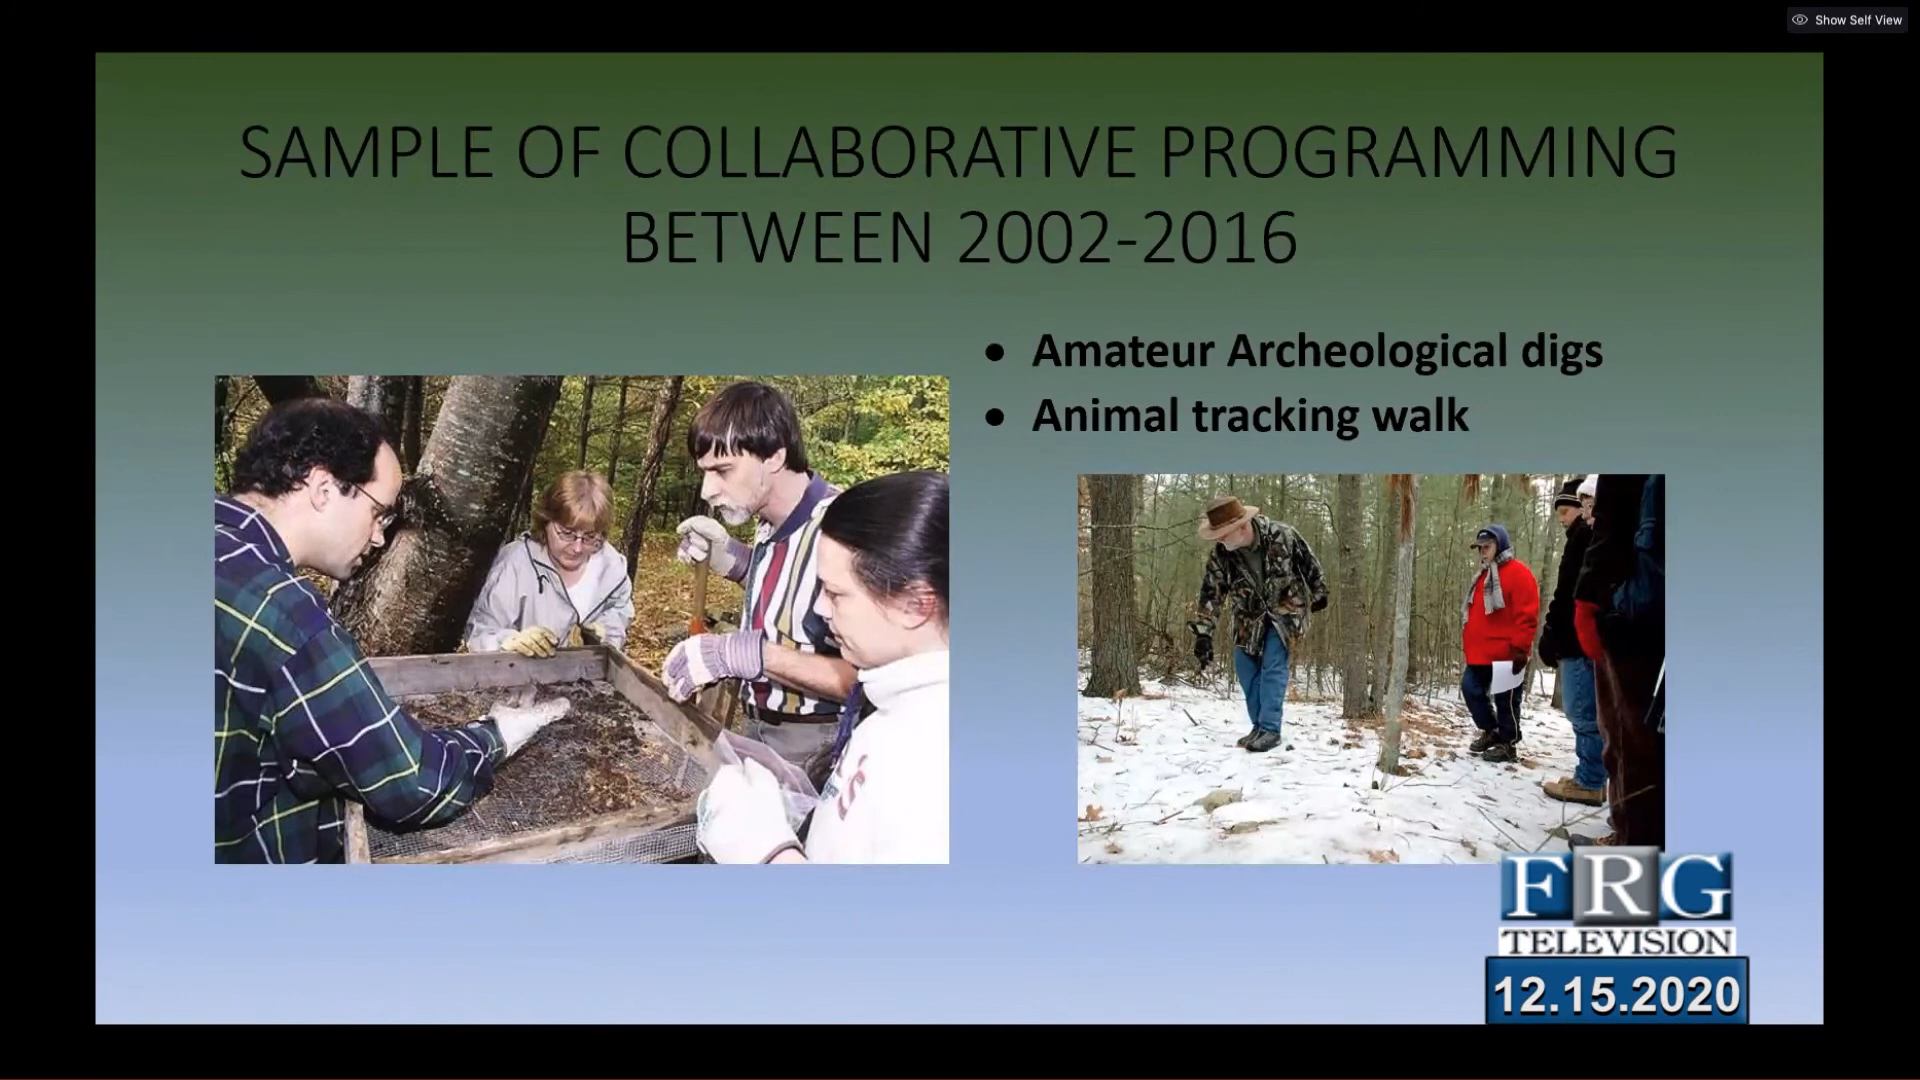 Show Self View
SAMPLE OF COLLABORATIVE PROGRAMMING
BETWEEN 2002-2016
• Amateur Archeological digs
• Animal tracking walk
FRG
TELEVISION
12.15.2020